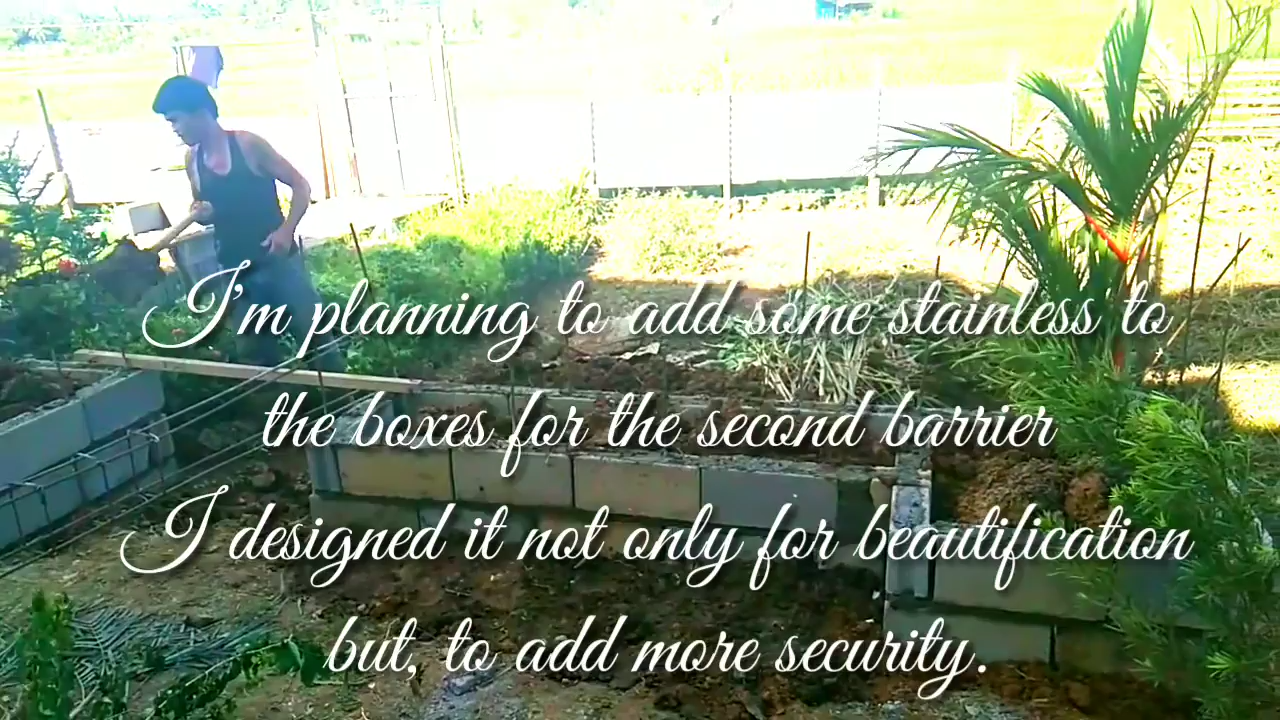 I'm planning to add some stainless to
the boxes for the second barrier
I designed it not only for beautification
but, to add more security.